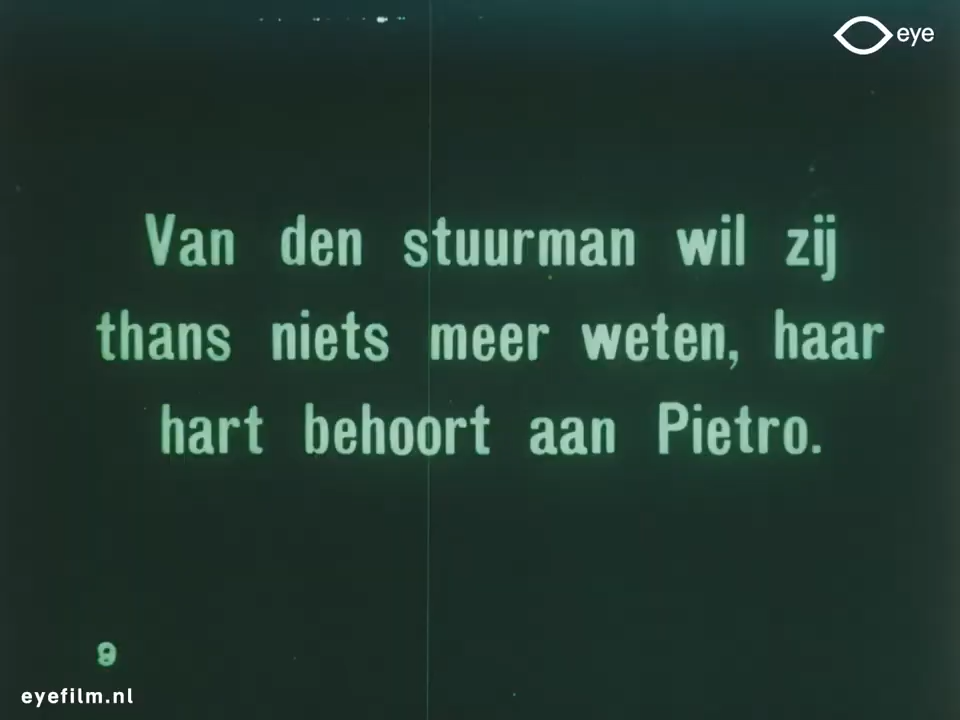 eye
Van den stuurman wil zij
thans niets meer weten, haar
hart behoort aan Pietro.
9
eyefilm.nl